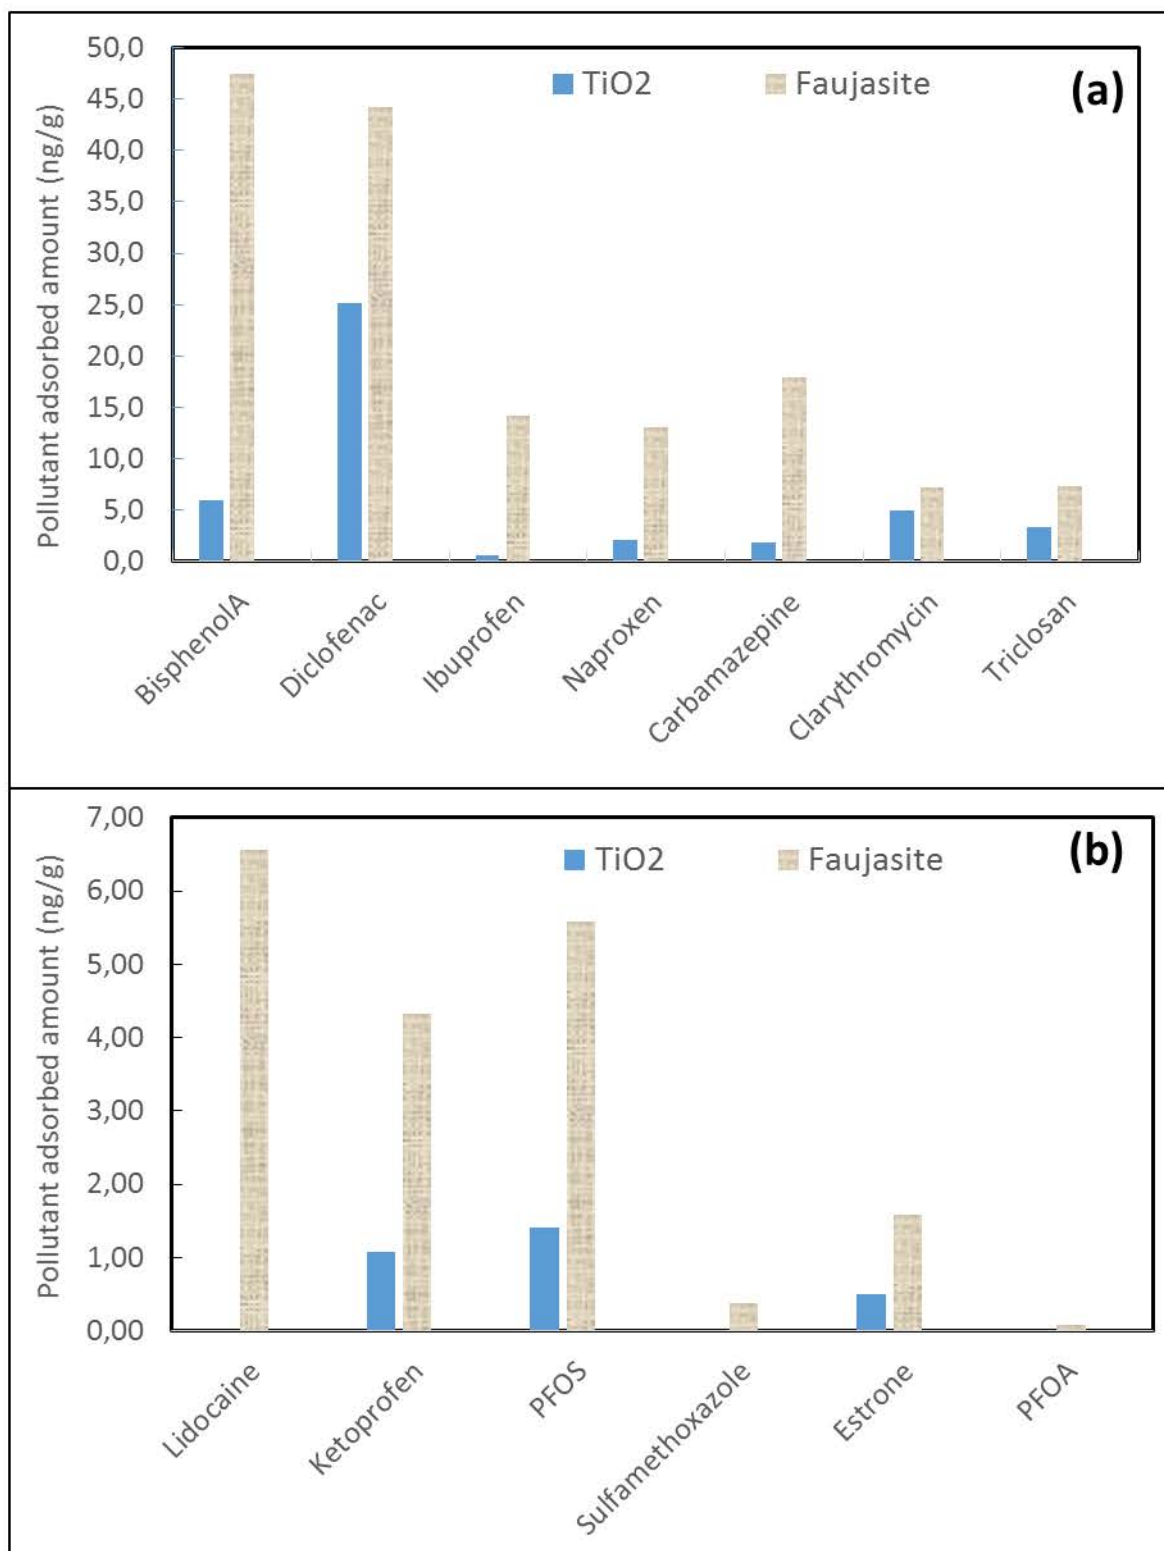 50,0
TiO2 Faujasite (a)
45,0
40,0
35,0
30,0
25,0
20,0
15,0
10,0
5,0
0,0
Pollutant adsorbed amount (ng/g)
BisphenolA
Diclofenac
Ibuprofen
Naproxen
Carbamazepine
Clarythromycin
Triclosan
7,00
TiO2 Faujasite (b)
6,00
5,00
4,00
3,00
2,00
1,00
0,00
Pollutant adsorbed amount (ng/g)
Lidocaine
Ketoprofen
PFOS
Sulfamethoxazole
Estrone
PFOA